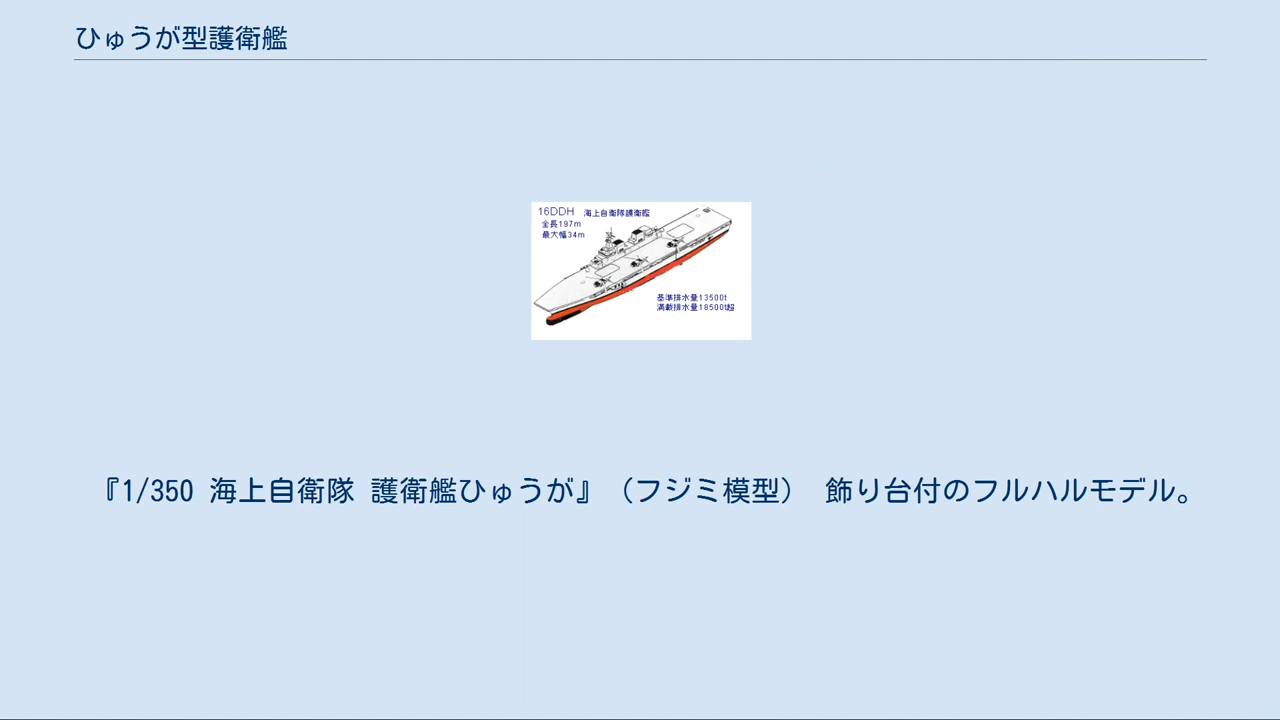 ひゅうが型護衛艦
16DDH 海上自衛隊護衛艦
全長197m
最大幅34m
基準排水量13500t
満載排水量18500t超
『1/350 海上自衛隊 護衛艦ひゅうが』（フジミ模型） 飾り台付のフルハルモデル。